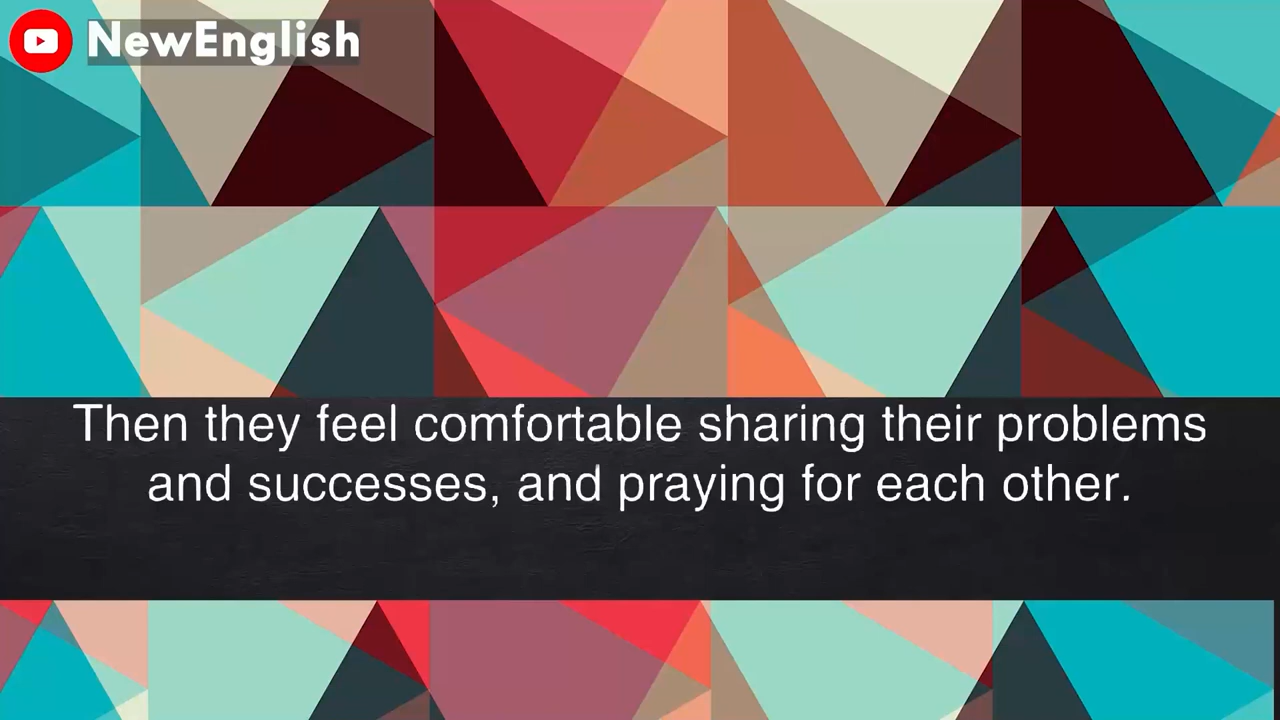 NewEnglish
Then they feel comfortable sharing their problems
and successes, and praying for each other.